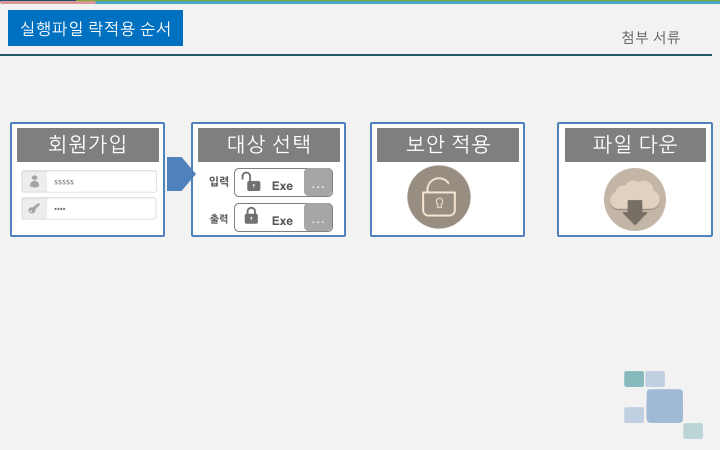 실행파일 락적용 순서
첨부 서류
회원가입
sssss
••••
대상 선택
입력 Exe ...
출력 Exe ...
보안 적용
파일 다운